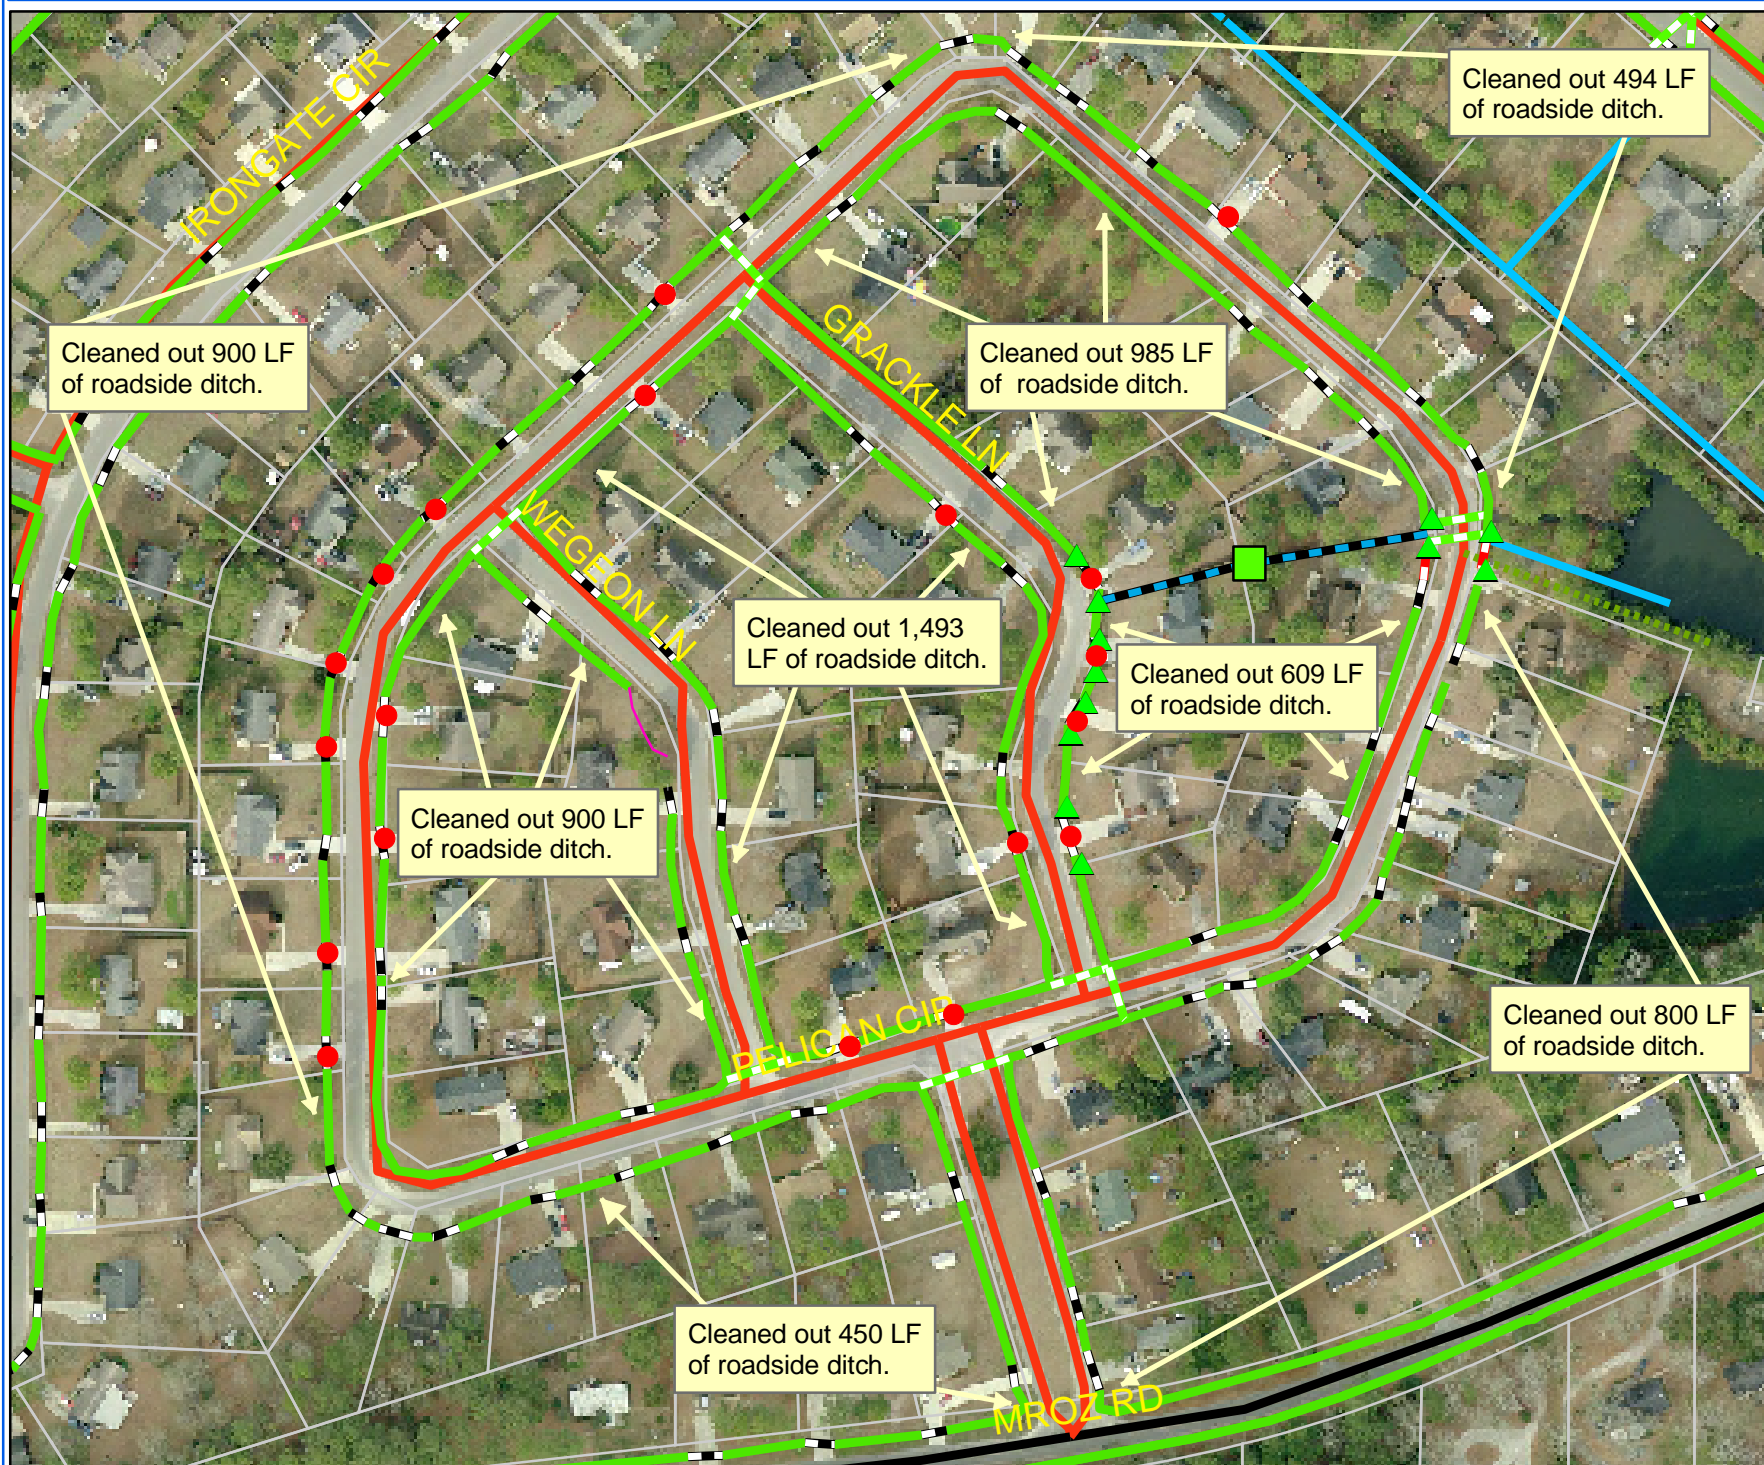 IRONGATE CIR
Cleaned out 494 LF
of roadside ditch.
Cleaned out 900 LF
of roadside ditch.
GRACKLE LN
Cleaned out 985 LF
of  roadside ditch.
WEGEON LN
Cleaned out 1,493
LF of roadside ditch.
Cleaned out 609 LF
of roadside ditch.
Cleaned out 900 LF
of roadside ditch.
PELICAN CIR
Cleaned out 800 LF
of roadside ditch.
Cleaned out 450 LF
of roadside ditch.
MROZ RD